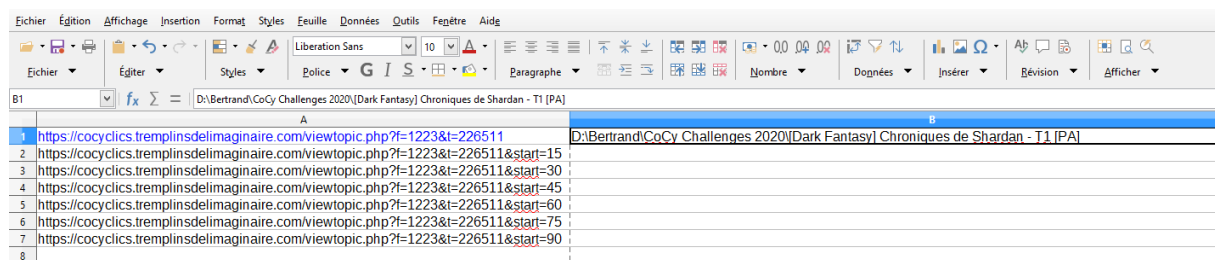 Fichier Édition Affichage Insertion Format Styles Feuille Données Outils Fenêtre Aide
Liberation Sans 10 A 0,0 .00 .00 Ω Ab
Fichier Éditer Styles Police G I S Paragraphe Nombre Données Insérer Révision Afficher
B1 fx Σ = D:\Bertrand\CoCy Challenges 2020\[Dark Fantasy] Chroniques de Shardan - T1 [PA]
A B
1 https://cocyclics.tremplinsdelimaginaire.com/viewtopic.php?f=1223&t=226511 D:\Bertrand\CoCy Challenges 2020\[Dark Fantasy] Chroniques de Shardan - T1 [PA]
2 https://cocyclics.tremplinsdelimaginaire.com/viewtopic.php?f=1223&t=226511&start=15
3 https://cocyclics.tremplinsdelimaginaire.com/viewtopic.php?f=1223&t=226511&start=30
4 https://cocyclics.tremplinsdelimaginaire.com/viewtopic.php?f=1223&t=226511&start=45
5 https://cocyclics.tremplinsdelimaginaire.com/viewtopic.php?f=1223&t=226511&start=60
6 https://cocyclics.tremplinsdelimaginaire.com/viewtopic.php?f=1223&t=226511&start=75
7 https://cocyclics.tremplinsdelimaginaire.com/viewtopic.php?f=1223&t=226511&start=90
8